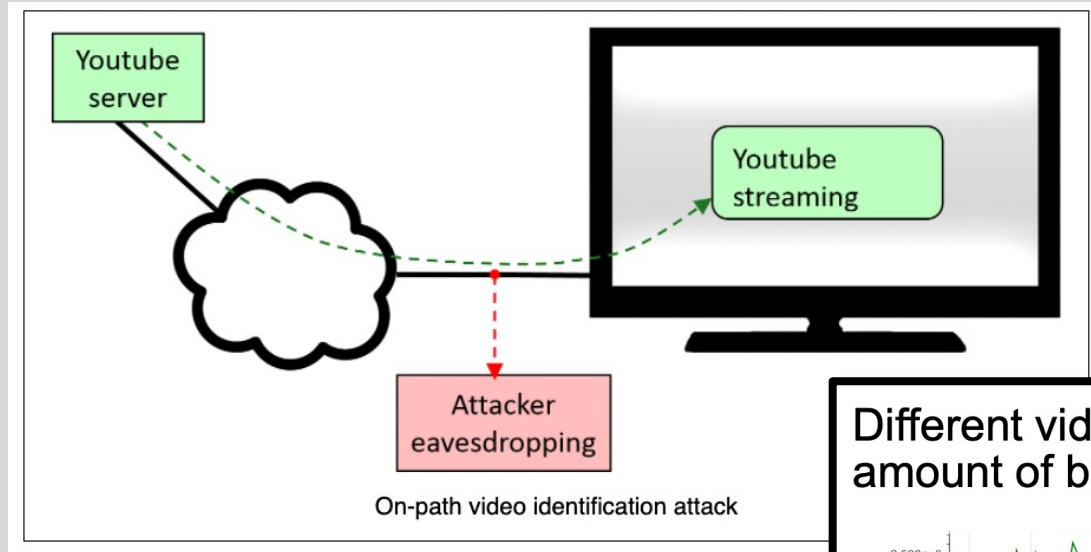 Youtube
server
Youtube
streaming
Attacker
eavesdropping
On-path video identification attack
Different vid
amount of b